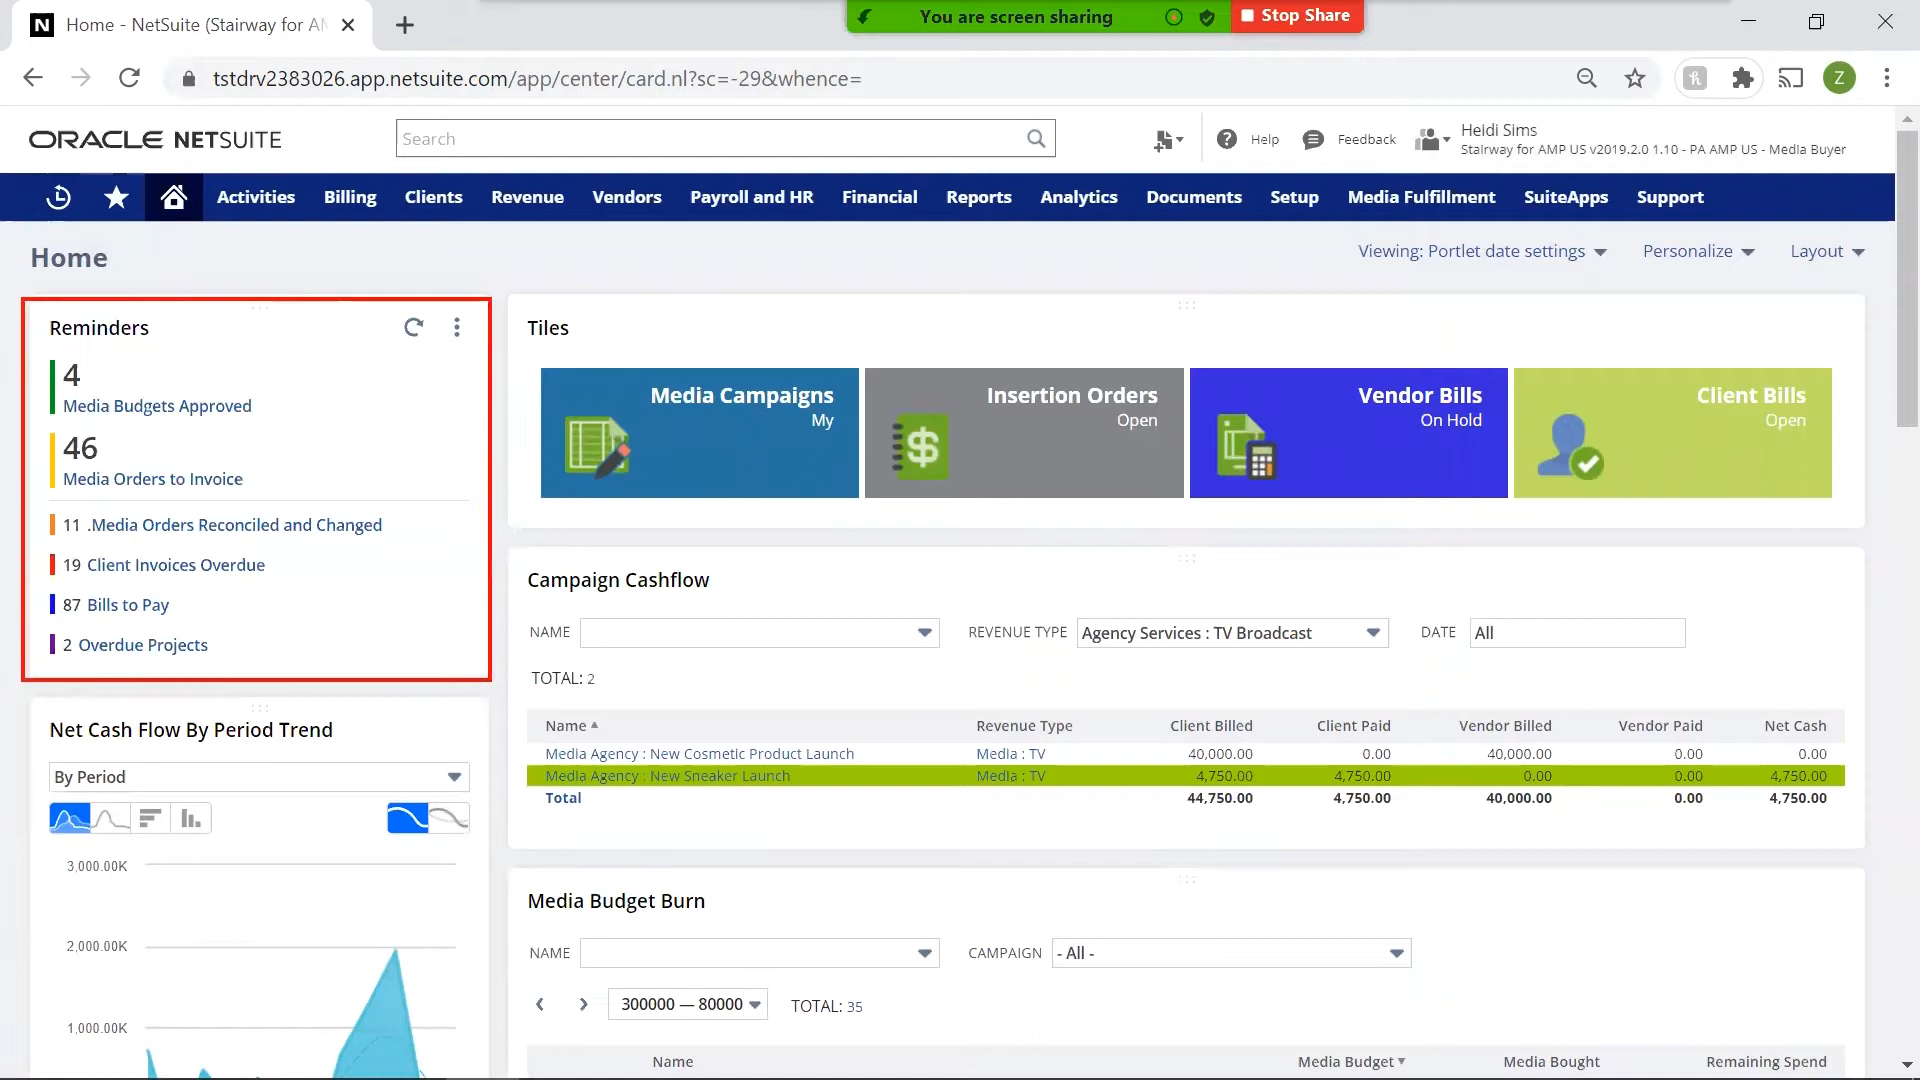 Home - NetSuite (Stairway for AM
You are screen sharing
Stop Share
tstdrv2383026.app.netsuite.com/app/center/card.nl?sc=-29&whence=
Z
ORACLE NETSUITE
Search
Help
Feedback
Heidi Sims
Stairway for AMP US v2019.2.0 1.10 - PA AMP US - Media Buyer
Activities Billing Clients Revenue Vendors Payroll and HR Financial Reports Analytics Documents Setup Media Fulfillment SuiteApps Support
Home
Viewing: Portlet date settings Personalize Layout
Reminders
4
Media Budgets Approved
46
Media Orders to Invoice
11 .Media Orders Reconciled and Changed
19 Client Invoices Overdue
87 Bills to Pay
2 Overdue Projects
Net Cash Flow By Period Trend
By Period
3,000.00K
2,000.00K
1,000.00K
Tiles
Media Campaigns
My
Insertion Orders
Open
Vendor Bills
On Hold
Client Bills
Open
Campaign Cashflow
NAME REVENUE TYPE Agency Services : TV Broadcast DATE All
TOTAL: 2
Name Revenue Type Client Billed Client Paid Vendor Billed Vendor Paid Net Cash
Media Agency : New Cosmetic Product Launch Media : TV 40,000.00 0.00 40,000.00 0.00 0.00
Media Agency : New Sneaker Launch Media : TV 4,750.00 4,750.00 0.00 0.00 4,750.00
Total 44,750.00 4,750.00 40,000.00 0.00 4,750.00
Media Budget Burn
NAME CAMPAIGN - All -
300000 — 80000 TOTAL: 35
Name Media Budget Media Bought Remaining Spend